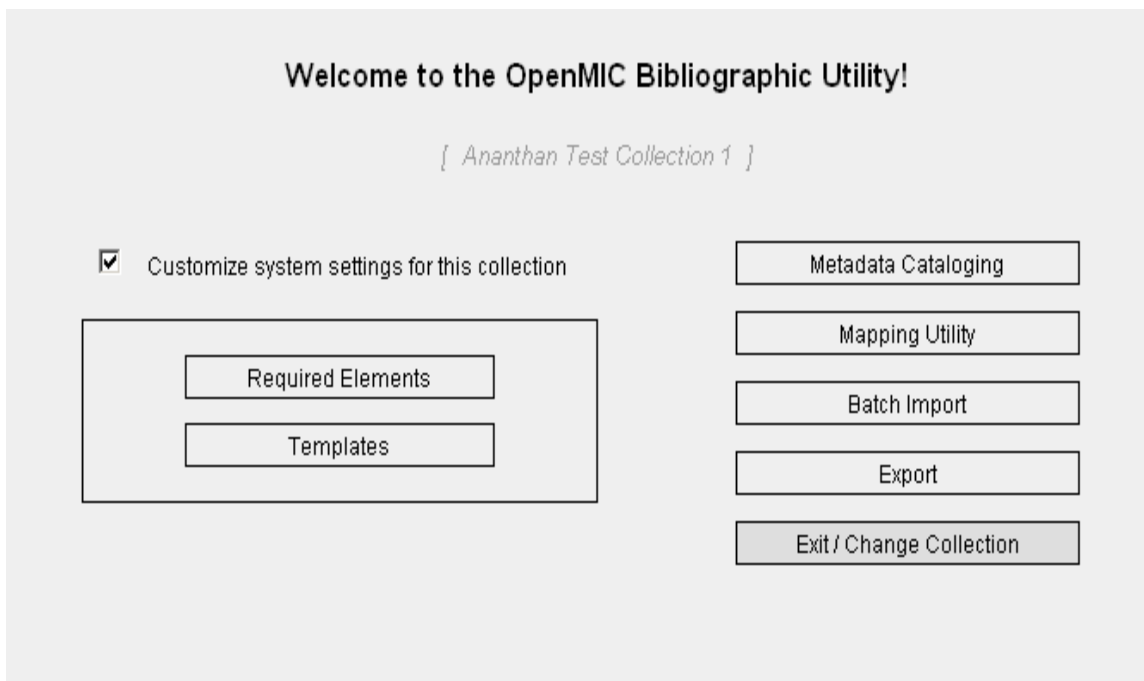 Welcome to the OpenMIC Bibliographic Utility!
[ Ananthan Test Collection 1 ]
Customize system settings for this collection
Required Elements
Templates
Metadata Cataloging
Mapping Utility
Batch Import
Export
Exit / Change Collection